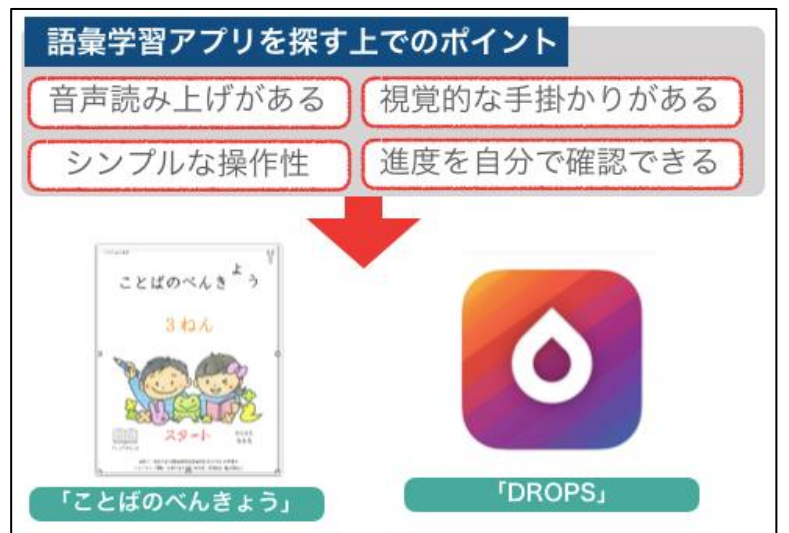 語彙学習アプリを探す上でのポイント
音声読み上げがある
視覚的な手掛かりがある
シンプルな操作性
進度を自分で確認できる
ことばのべんきょう
3ねん
スタート
「ことばのべんきょう」
「DROPS」